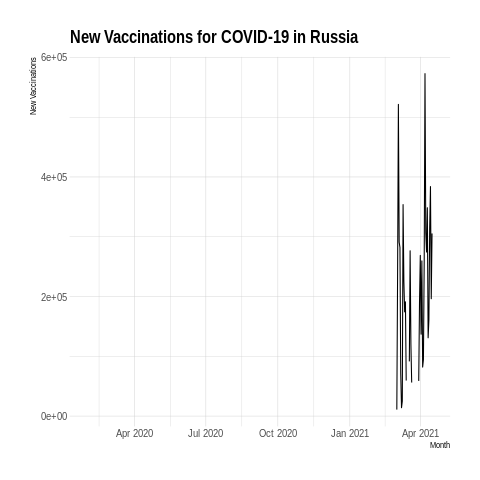 New Vaccinations for COVID-19 in Russia
New Vaccinations
6e+05
4e+05
2e+05
0e+00
Apr 2020 Jul 2020 Oct 2020 Jan 2021 Apr 2021
Month